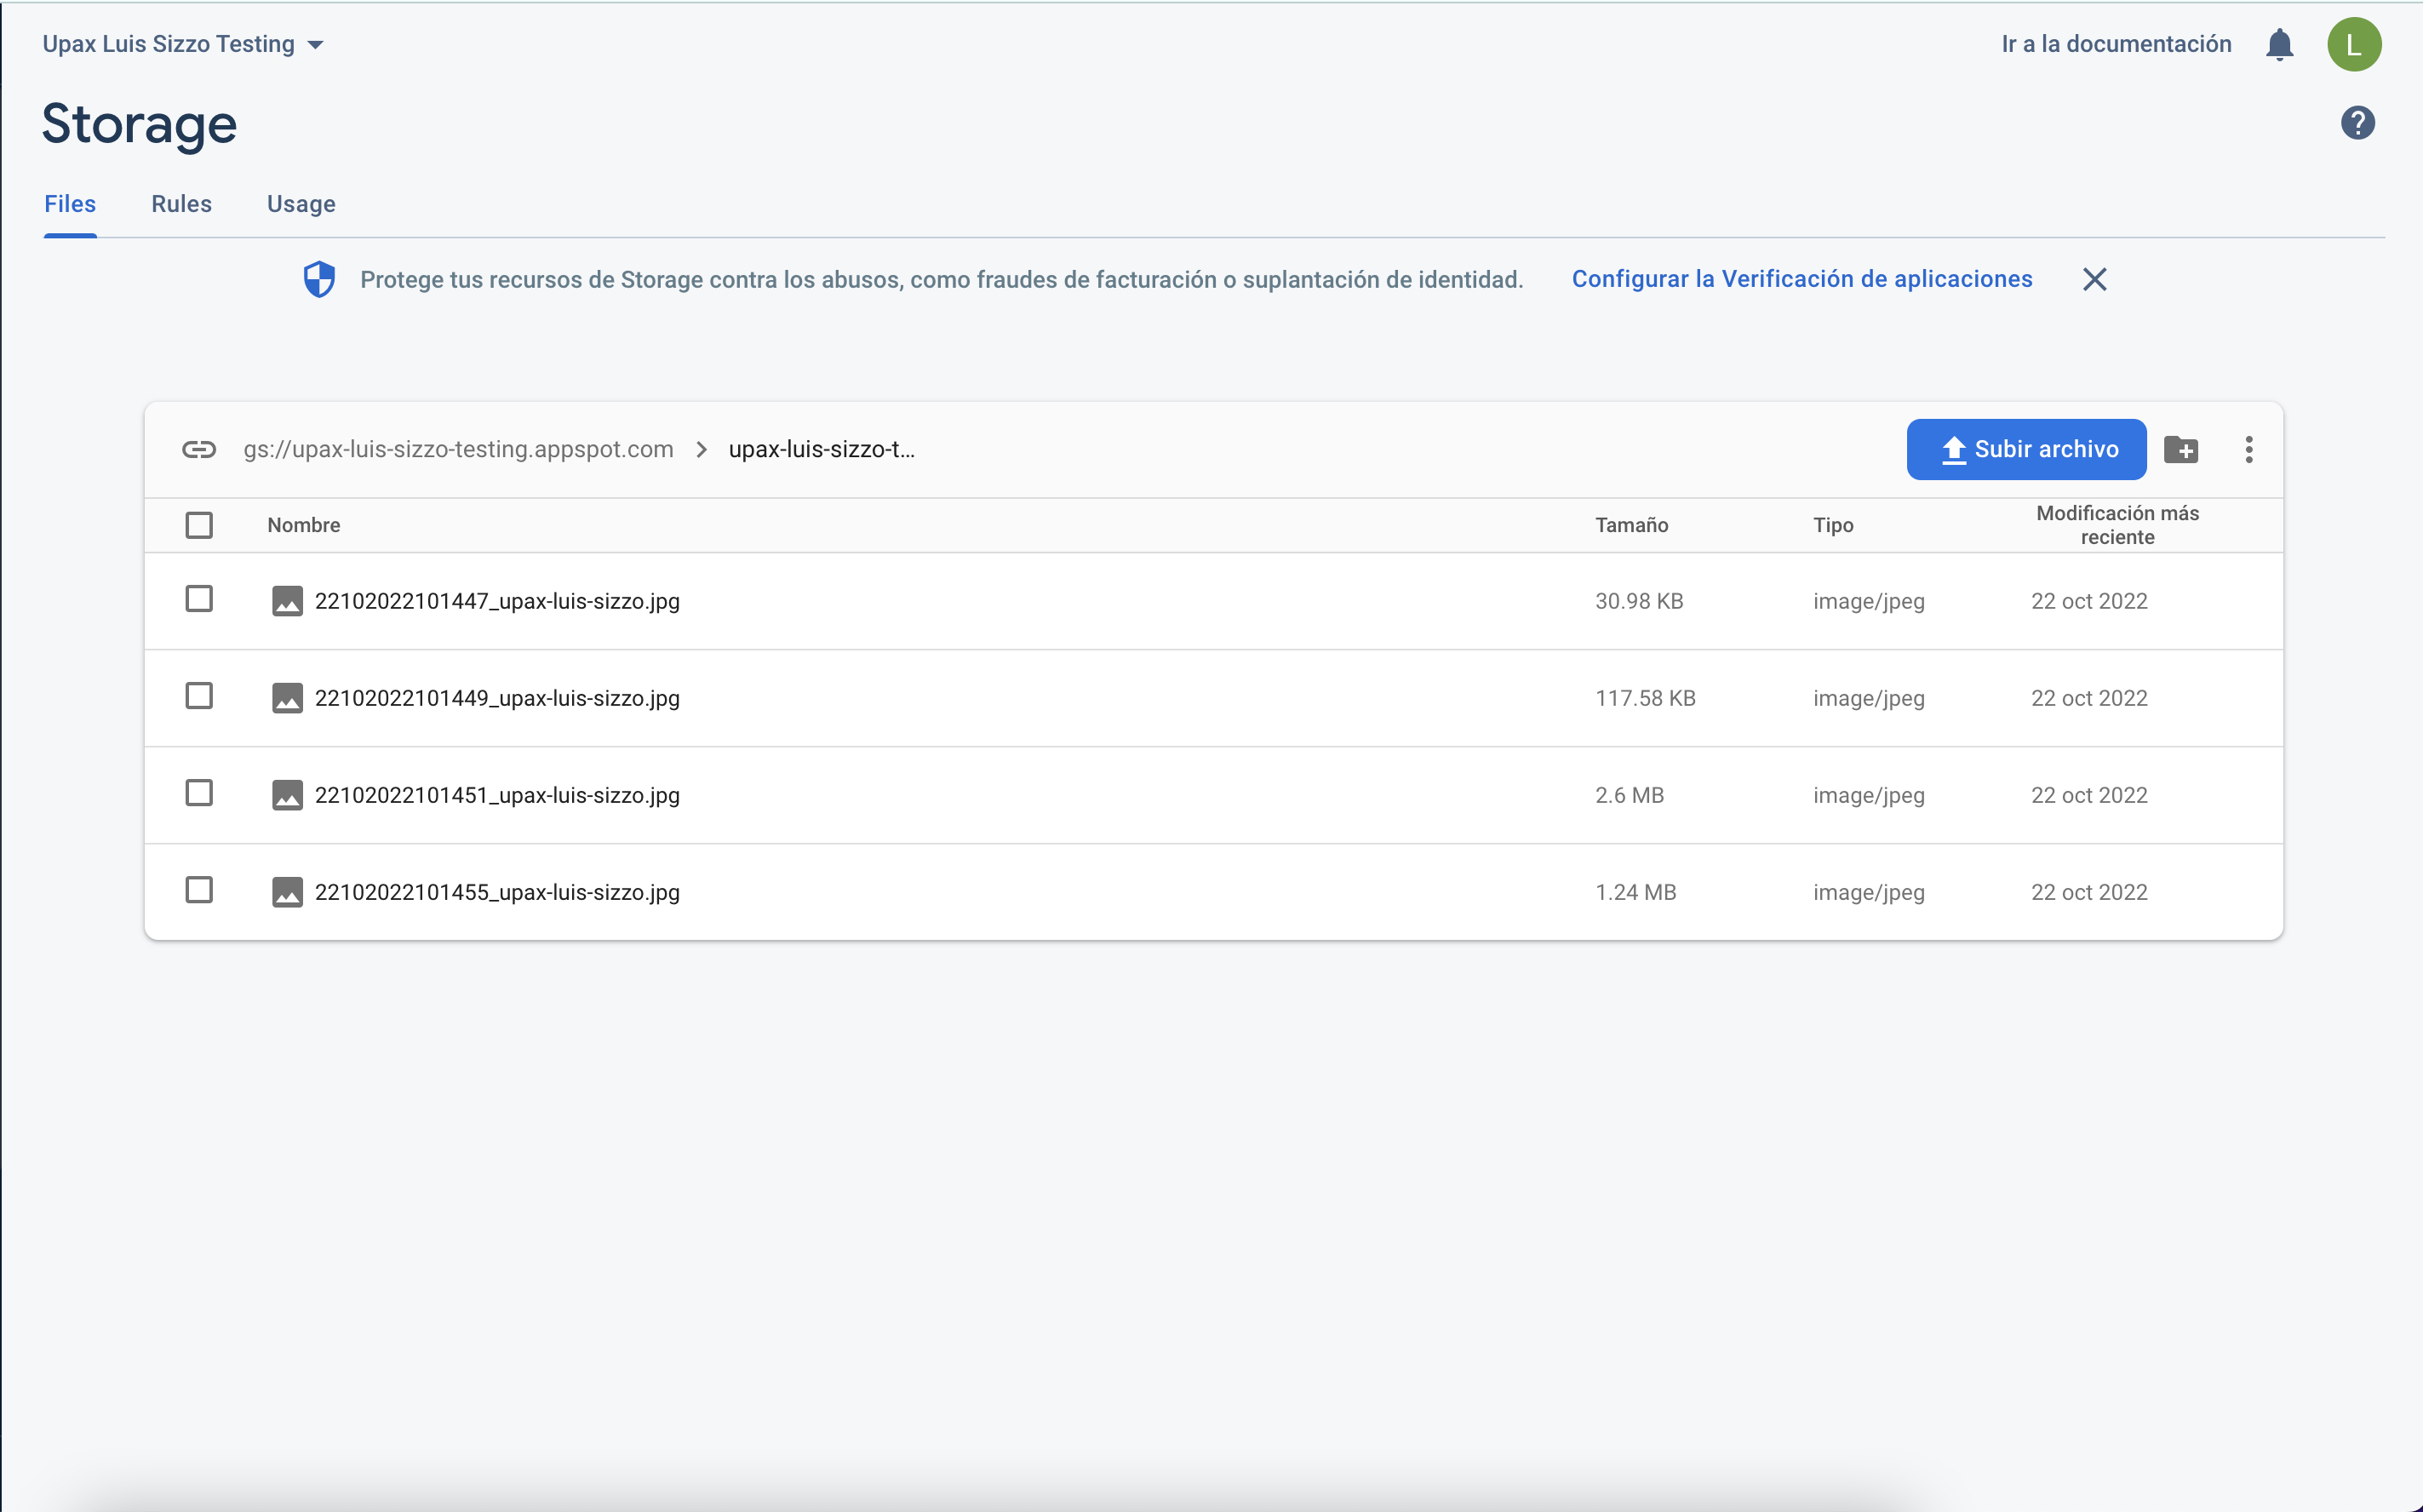 Upax Luis Sizzo Testing
Ir a la documentación
L
Storage
Files Rules Usage
Protege tus recursos de Storage contra los abusos, como fraudes de facturación o suplantación de identidad. Configurar la Verificación de aplicaciones
gs://upax-luis-sizzo-testing.appspot.com > upax-luis-sizzo-t...
Subir archivo
Nombre Tamaño Tipo Modificación más
reciente
22102022101447_upax-luis-sizzo.jpg 30.98 KB image/jpeg 22 oct 2022
22102022101449_upax-luis-sizzo.jpg 117.58 KB image/jpeg 22 oct 2022
22102022101451_upax-luis-sizzo.jpg 2.6 MB image/jpeg 22 oct 2022
22102022101455_upax-luis-sizzo.jpg 1.24 MB image/jpeg 22 oct 2022